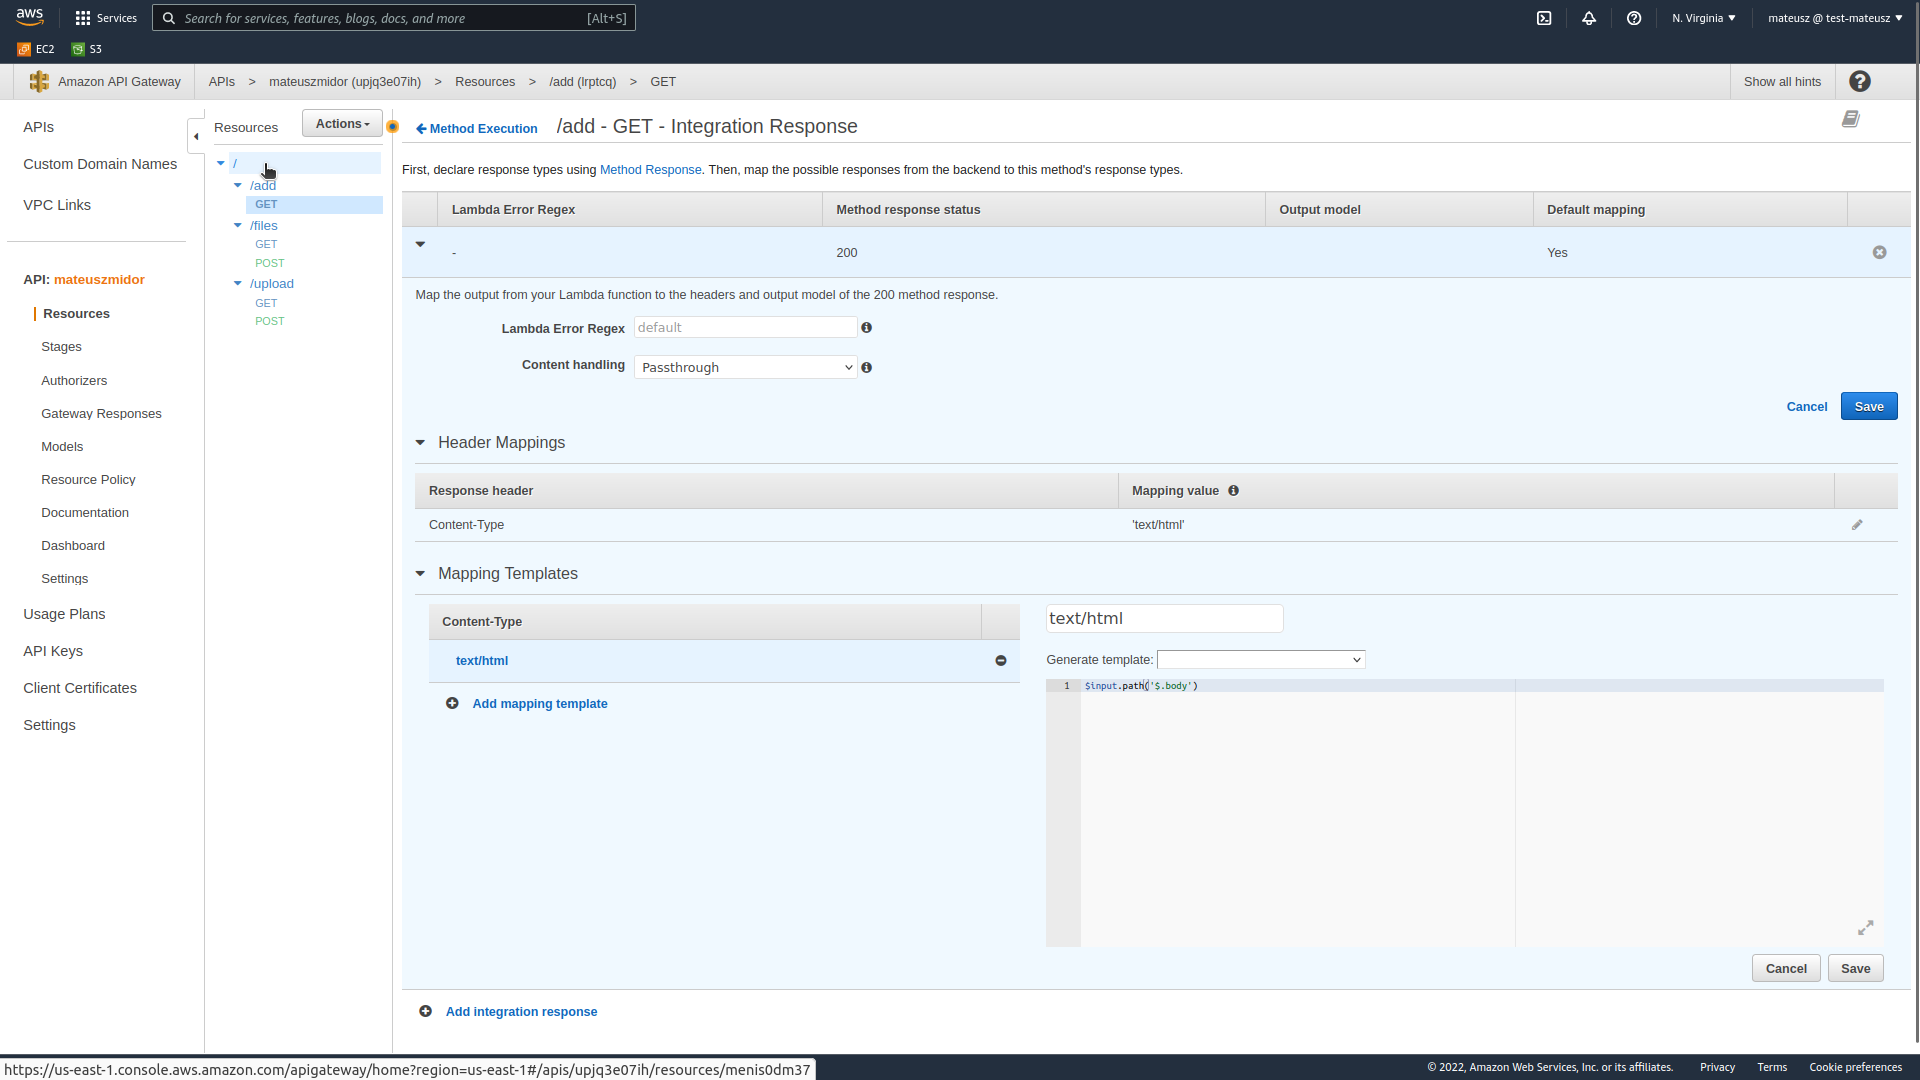 aws
Services
Search for services, features, blogs, docs, and more
[Alt+S]
N. Virginia
mateusz @ test-mateusz
EC2
S3
Amazon API Gateway
APIs > mateuszmidor (upjq3e07ih) > Resources > /add (lrptcq) > GET
Show all hints
APIs
Custom Domain Names
VPC Links
API: mateuszmidor
Resources
Stages
Authorizers
Gateway Responses
Models
Resource Policy
Documentation
Dashboard
Settings
Usage Plans
API Keys
Client Certificates
Settings
Resources
Actions
/
/add
GET
/files
GET
POST
/upload
GET
POST
Method Execution
/add - GET - Integration Response
First, declare response types using Method Response. Then, map the possible responses from the backend to this method's response types.
Lambda Error Regex
Method response status
Output model
Default mapping
-
200
Yes
Map the output from your Lambda function to the headers and output model of the 200 method response.
Lambda Error Regex
default
Content handling
Passthrough
Cancel
Save
Header Mappings
Response header
Mapping value
Content-Type
'text/html'
Mapping Templates
Content-Type
text/html
Add mapping template
text/html
Generate template:
1
$input.path('$.body')
Cancel
Save
Add integration response
https://us-east-1.console.aws.amazon.com/apigateway/home?region=us-east-1#/apis/upjq3e07ih/resources/menis0dm37
© 2022, Amazon Web Services, Inc. or its affiliates.
Privacy
Terms
Cookie preferences